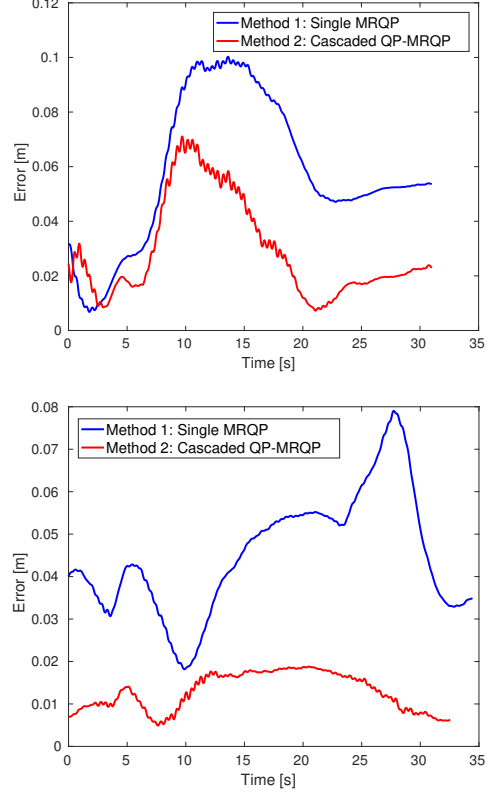 0.12
Method 1: Single MRQP
Method 2: Cascaded QP-MRQP
0.1
0.08
0.06
0.04
0.02
0
Error [m]
0 5 10 15 20 25 30 35
Time [s]
0.08
Method 1: Single MRQP
Method 2: Cascaded QP-MRQP
0.07
0.06
0.05
0.04
0.03
0.02
0.01
0
Error [m]
0 5 10 15 20 25 30 35
Time [s]